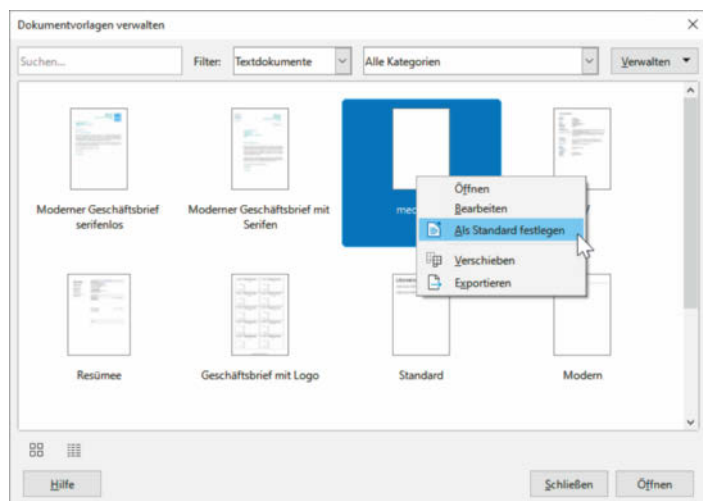 Dokumentvorlagen verwalten
Suchen...
Filter:
Textdokumente
Alle Kategorien
Verwalten
Moderner Geschäftsbrief
serifenlos
Moderner Geschäftsbrief mit
Serifen
Öffnen
Bearbeiten
Als Standard festlegen
Verschieben
Exportieren
Resümee
Geschäftsbrief mit Logo
Standard
Modern
Hilfe
Schließen
Öffnen